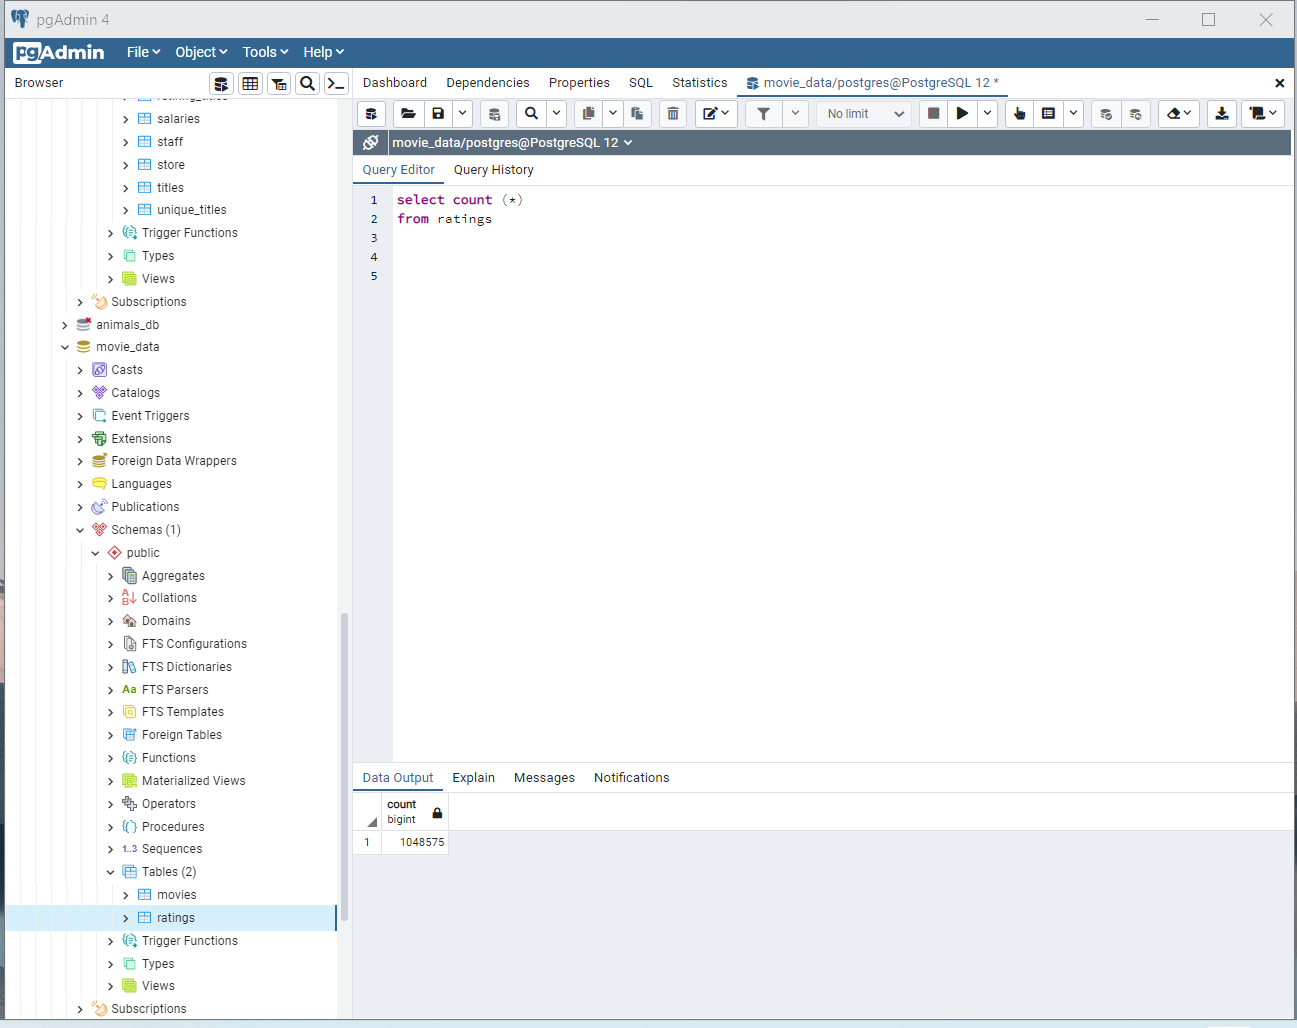 pgAdmin 4
pgAdmin File Object Tools Help
Browser
Dashboard Dependencies Properties SQL Statistics movie_data/postgres@PostgreSQL 12 *
No limit
movie_data/postgres@PostgreSQL 12
Query Editor Query History
1 select count (*)
2 from ratings
3
4
5
salaries
staff
store
titles
unique_titles
Trigger Functions
Types
Views
Subscriptions
animals_db
movie_data
Casts
Catalogs
Event Triggers
Extensions
Foreign Data Wrappers
Languages
Publications
Schemas (1)
public
Aggregates
Collations
Domains
FTS Configurations
FTS Dictionaries
Aa FTS Parsers
FTS Templates
Foreign Tables
Functions
Materialized Views
Operators
Procedures
1..3 Sequences
Tables (2)
movies
ratings
Trigger Functions
Types
Views
Subscriptions
Data Output Explain Messages Notifications
count
bigint
1 1048575